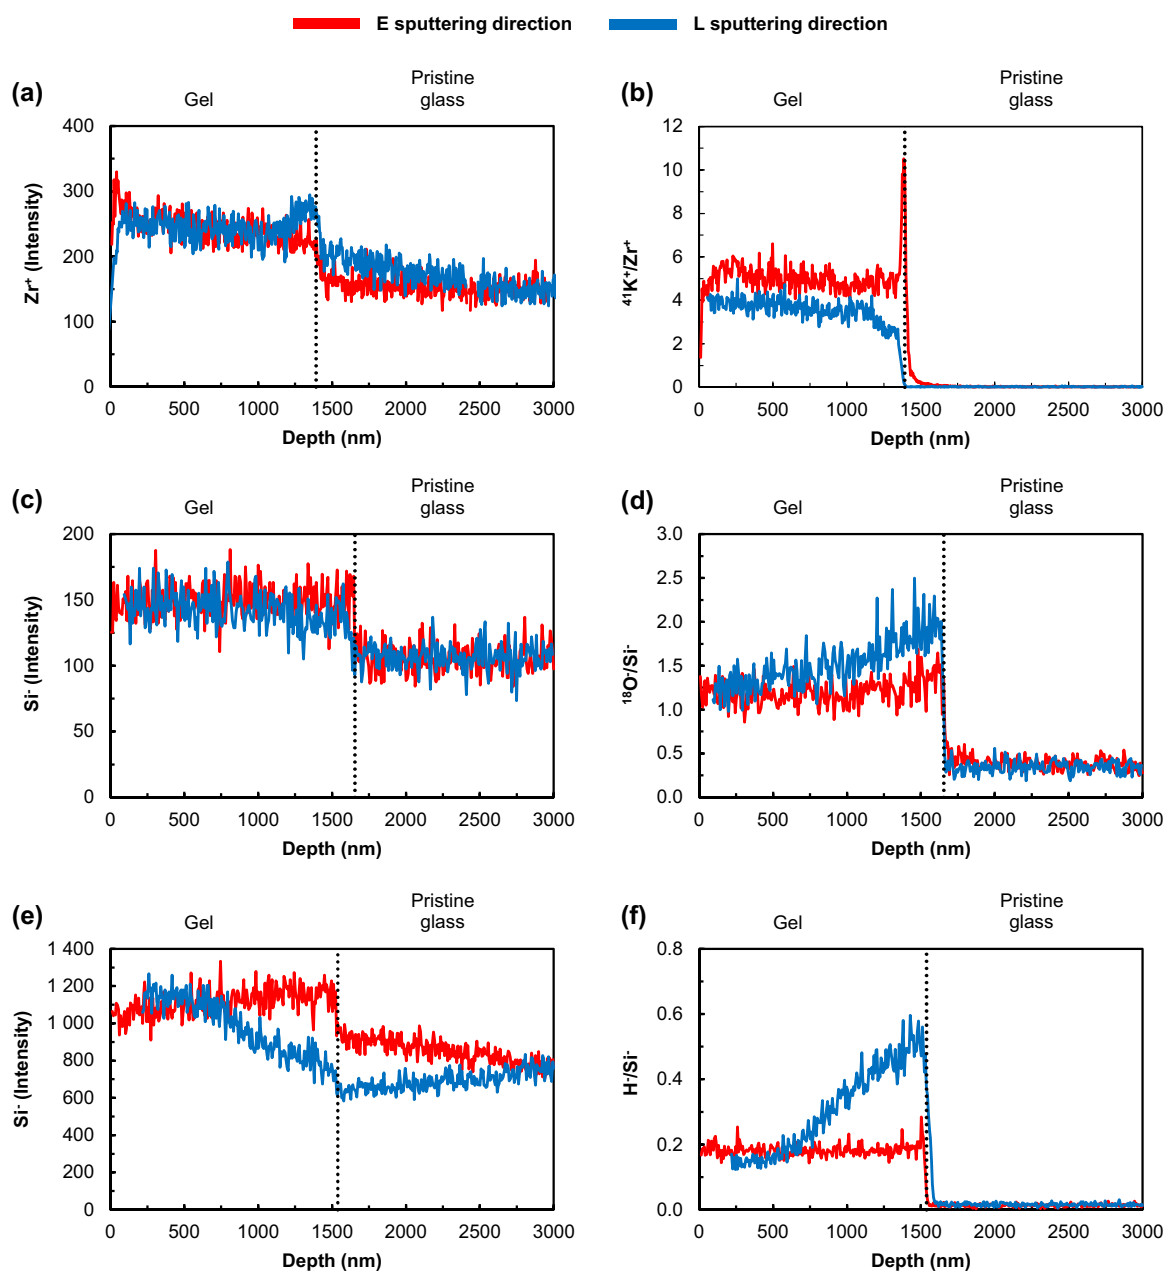 E sputtering direction L sputtering direction
(a) Gel Pristine glass
Zr⁺ (Intensity)
400
300
200
100
0
0 500 1000 1500 2000 2500 3000
Depth (nm)
(b) Gel Pristine glass
⁴¹K⁺/Zr⁺
12
10
8
6
4
2
0
0 500 1000 1500 2000 2500 3000
Depth (nm)
(c) Gel Pristine glass
Si⁻ (Intensity)
200
150
100
50
0
0 500 1000 1500 2000 2500 3000
Depth (nm)
(d) Gel Pristine glass
¹⁸O⁻/Si⁻
3.0
2.5
2.0
1.5
1.0
0.5
0.0
0 500 1000 1500 2000 2500 3000
Depth (nm)
(e) Gel Pristine glass
Si⁻ (Intensity)
1 400
1 200
1 000
800
600
400
200
0
0 500 1000 1500 2000 2500 3000
Depth (nm)
(f) Gel Pristine glass
H⁻/Si⁻
0.8
0.6
0.4
0.2
0.0
0 500 1000 1500 2000 2500 3000
Depth (nm)